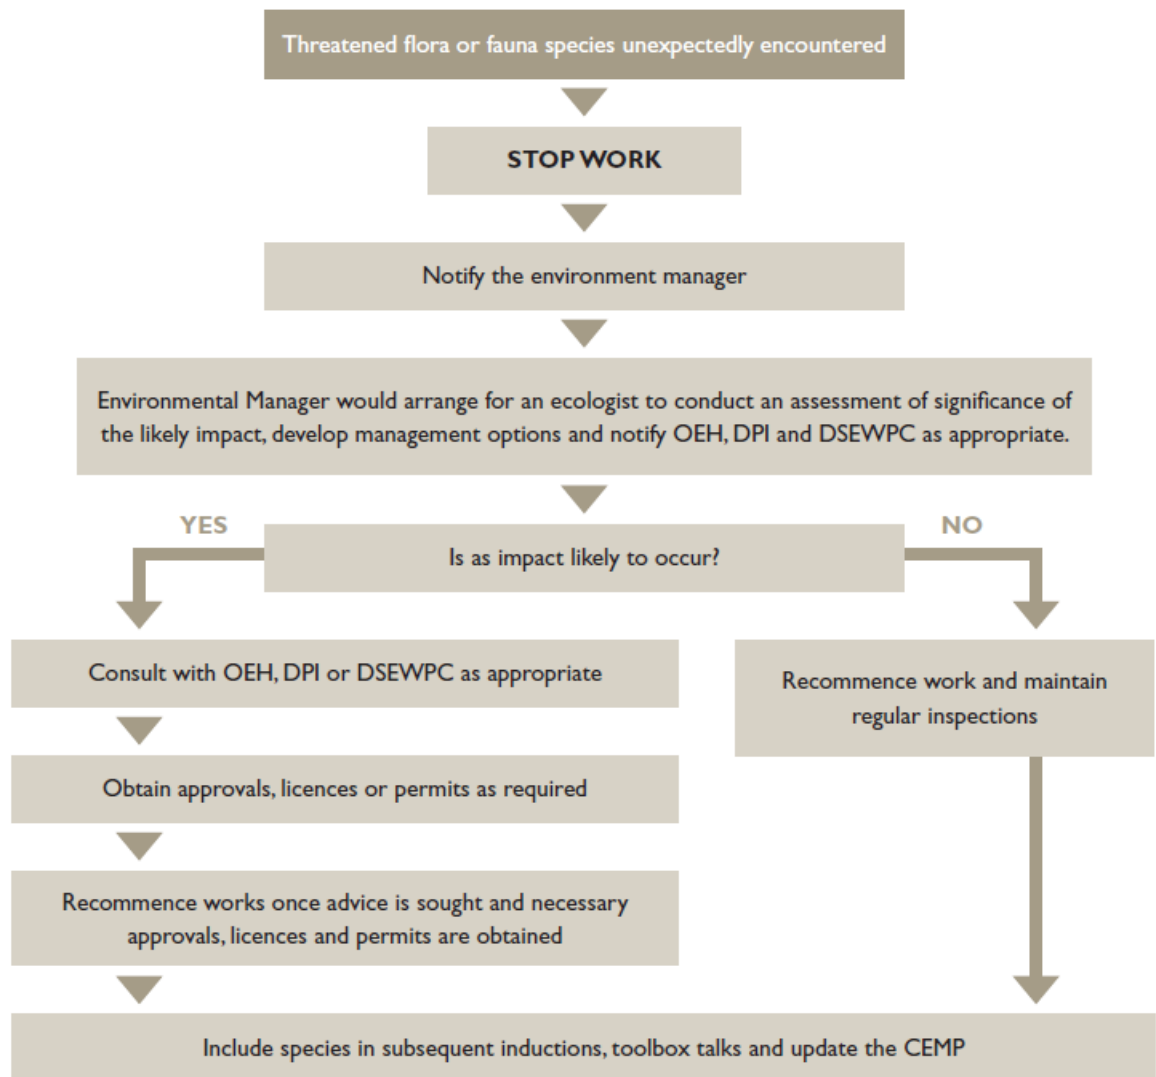 Threatened flora or fauna species unexpectedly encountered
STOP WORK
Notify the environment manager
Environmental Manager would arrange for an ecologist to conduct an assessment of significance of
the likely impact, develop management options and notify OEH, DPI and DSEWPC as appropriate.
YES
NO
Is as impact likely to occur?
Consult with OEH, DPI or DSEWPC as appropriate
Obtain approvals, licences or permits as required
Recommence works once advice is sought and necessary
approvals, licences and permits are obtained
Recommence work and maintain
regular inspections
Include species in subsequent inductions, toolbox talks and update the CEMP